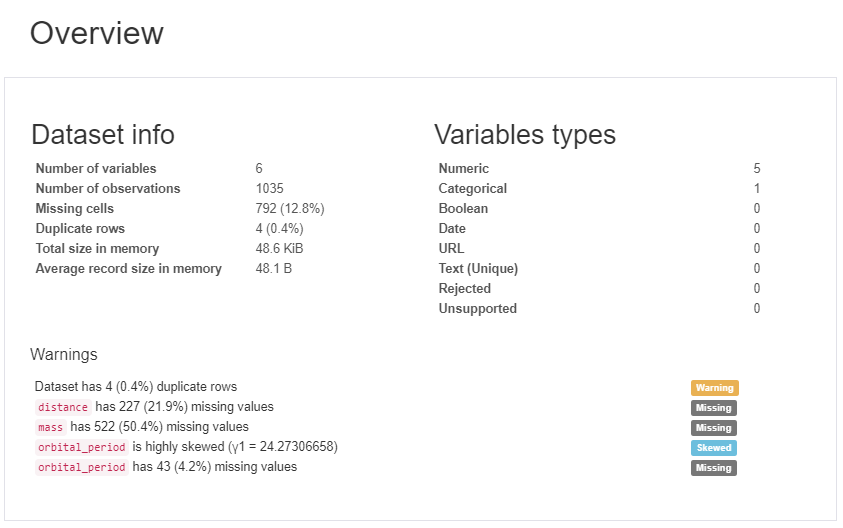 Overview
Dataset info
Number of variables 6
Number of observations 1035
Missing cells 792 (12.8%)
Duplicate rows 4 (0.4%)
Total size in memory 48.6 KiB
Average record size in memory 48.1 B
Variables types
Numeric 5
Categorical 1
Boolean 0
Date 0
URL 0
Text (Unique) 0
Rejected 0
Unsupported 0
Warnings
Dataset has 4 (0.4%) duplicate rows Warning
distance has 227 (21.9%) missing values Missing
mass has 522 (50.4%) missing values Missing
orbital_period is highly skewed (γ1 = 24.27306658) Skewed
orbital_period has 43 (4.2%) missing values Missing